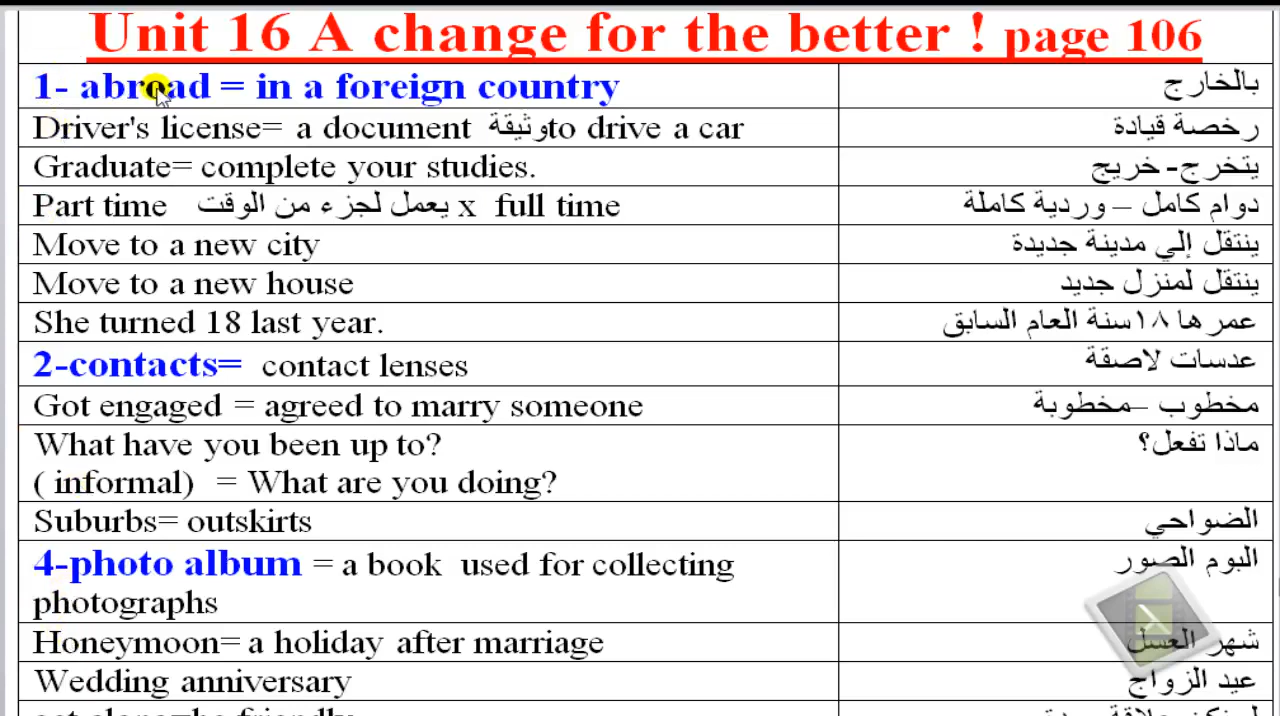 Unit 16 A change for the better ! page 106
1- abroad = in a foreign country بالخارج
Driver's license= a document وثيقة to drive a car رخصة قيادة
Graduate= complete your studies. يتخرج- خريج
Part time يعمل لجزء من الوقت x full time دوام كامل – وردية كاملة
Move to a new city ينتقل إلي مدينة جديدة
Move to a new house ينتقل لمنزل جديد
She turned 18 last year. عمرها ١٨سنة العام السابق
2-contacts= contact lenses عدسات لاصقة
Got engaged = agreed to marry someone مخطوب –مخطوبة
What have you been up to? ماذا تفعل؟
( informal) = What are you doing?
Suburbs= outskirts الضواحي
4-photo album = a book used for collecting البوم الصور
photographs
Honeymoon= a holiday after marriage شهر العسل
Wedding anniversary عيد الزواج